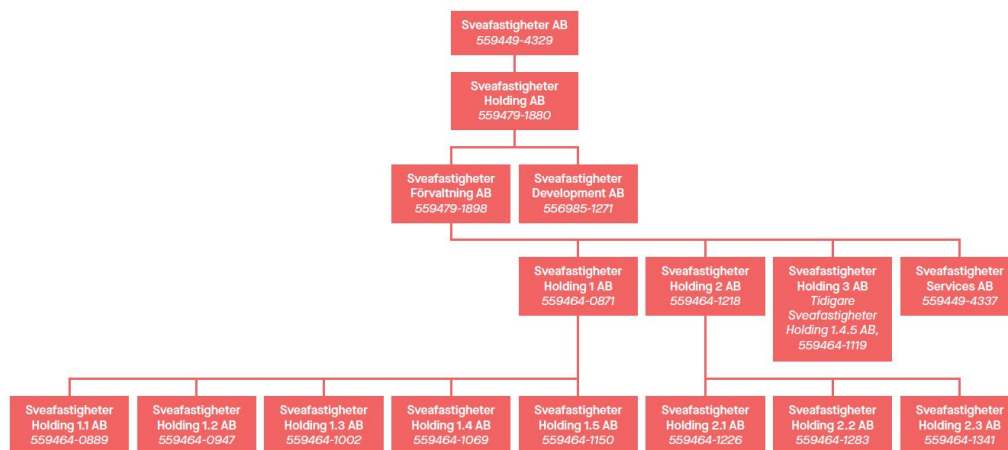 Sveafastigheter AB
559449-4329
Sveafastigheter
Holding AB
559479-1880
Sveafastigheter
Förvaltning AB
559479-1898
Sveafastigheter
Development AB
556985-1271
Sveafastigheter
Holding 1 AB
559464-0871
Sveafastigheter
Holding 2 AB
559464-1218
Sveafastigheter
Holding 3 AB
Tidigare
Sveafastigheter
Holding 1.4.5 AB,
559464-1119
Sveafastigheter
Services AB
559449-4337
Sveafastigheter
Holding 1.1 AB
559464-0889
Sveafastigheter
Holding 1.2 AB
559464-0947
Sveafastigheter
Holding 1.3 AB
559464-1002
Sveafastigheter
Holding 1.4 AB
559464-1069
Sveafastigheter
Holding 1.5 AB
559464-1150
Sveafastigheter
Holding 2.1 AB
559464-1226
Sveafastigheter
Holding 2.2 AB
559464-1283
Sveafastigheter
Holding 2.3 AB
559464-1341